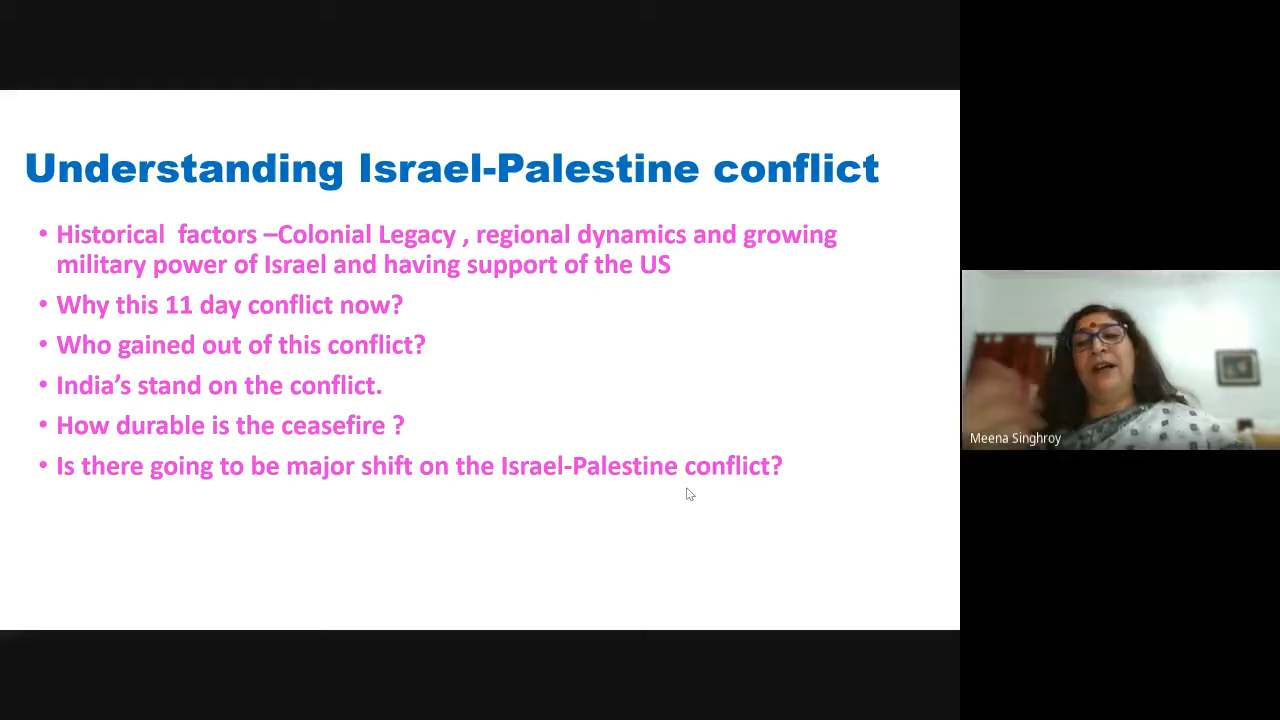 Understanding Israel-Palestine conflict
• Historical  factors –Colonial Legacy , regional dynamics and growing
military power of Israel and having support of the US
• Why this 11 day conflict now?
• Who gained out of this conflict?
• India’s stand on the conflict.
• How durable is the ceasefire ?
• Is there going to be major shift on the Israel-Palestine conflict?
Meena Singhroy